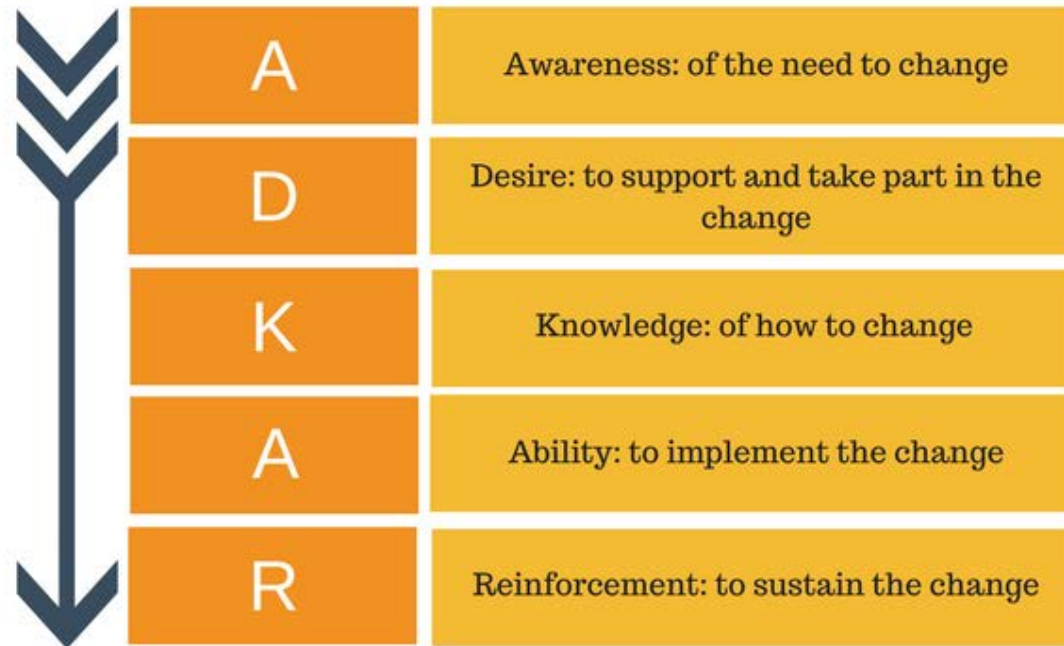 A
Awareness: of the need to change
D
Desire: to support and take part in the
change
K
Knowledge: of how to change
A
Ability: to implement the change
R
Reinforcement: to sustain the change